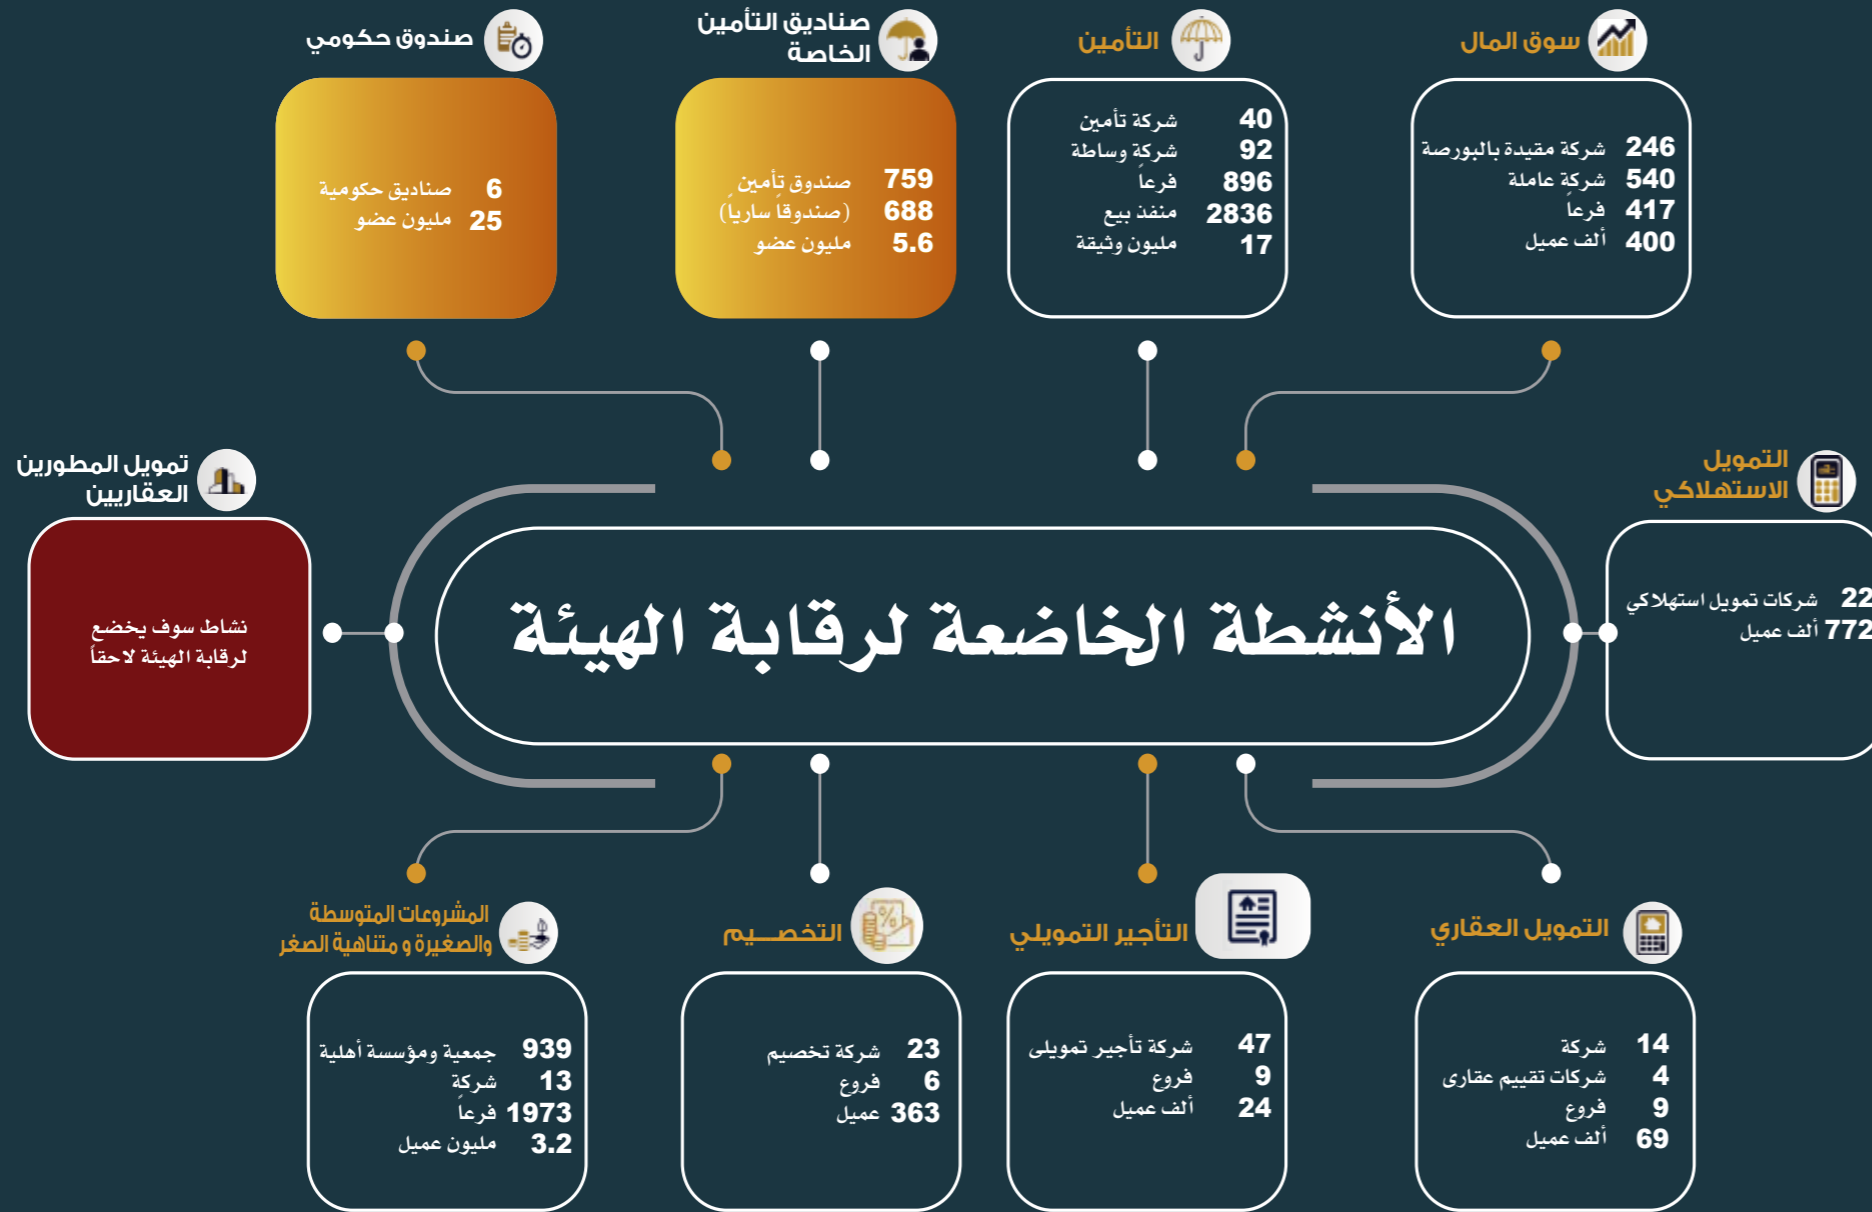 سوق المال
246 شركة مقيدة بالبورصة
540 شركة عاملة
417 فرعاً
400 ألف عميل
التأمين
40 شركة تأمين
92 شركة وساطة
896 فرعاً
2836 منفذ بيع
17 مليون وثيقة
صناديق التأمين
الخاصة
759 صندوق تأمين
688 (صندوقاً سارياً)
5.6 مليون عضو
صندوق حكومي
6 صناديق حكومية
25 مليون عضو
التمويل
الاستهلاكي
22 شركات تمويل استهلاكي
772 ألف عميل
الأنشطة الخاضعة لرقابة الهيئة
تمويل المطورين
العقاريين
نشاط سوف يخضع
لرقابة الهيئة لاحقاً
التمويل العقاري
14 شركة
4 شركات تقييم عقارى
9 فروع
69 ألف عميل
التأجير التمويلي
47 شركة تأجير تمويلى
9 فروع
24 ألف عميل
التخصـــيم
23 شركة تخصيم
6 فروع
363 عميل
المشروعات المتوسطة
والصغيرة و متناهية الصغر
939 جمعية ومؤسسة أهلية
13 شركة
1973 فرعاً
3.2 مليون عميل